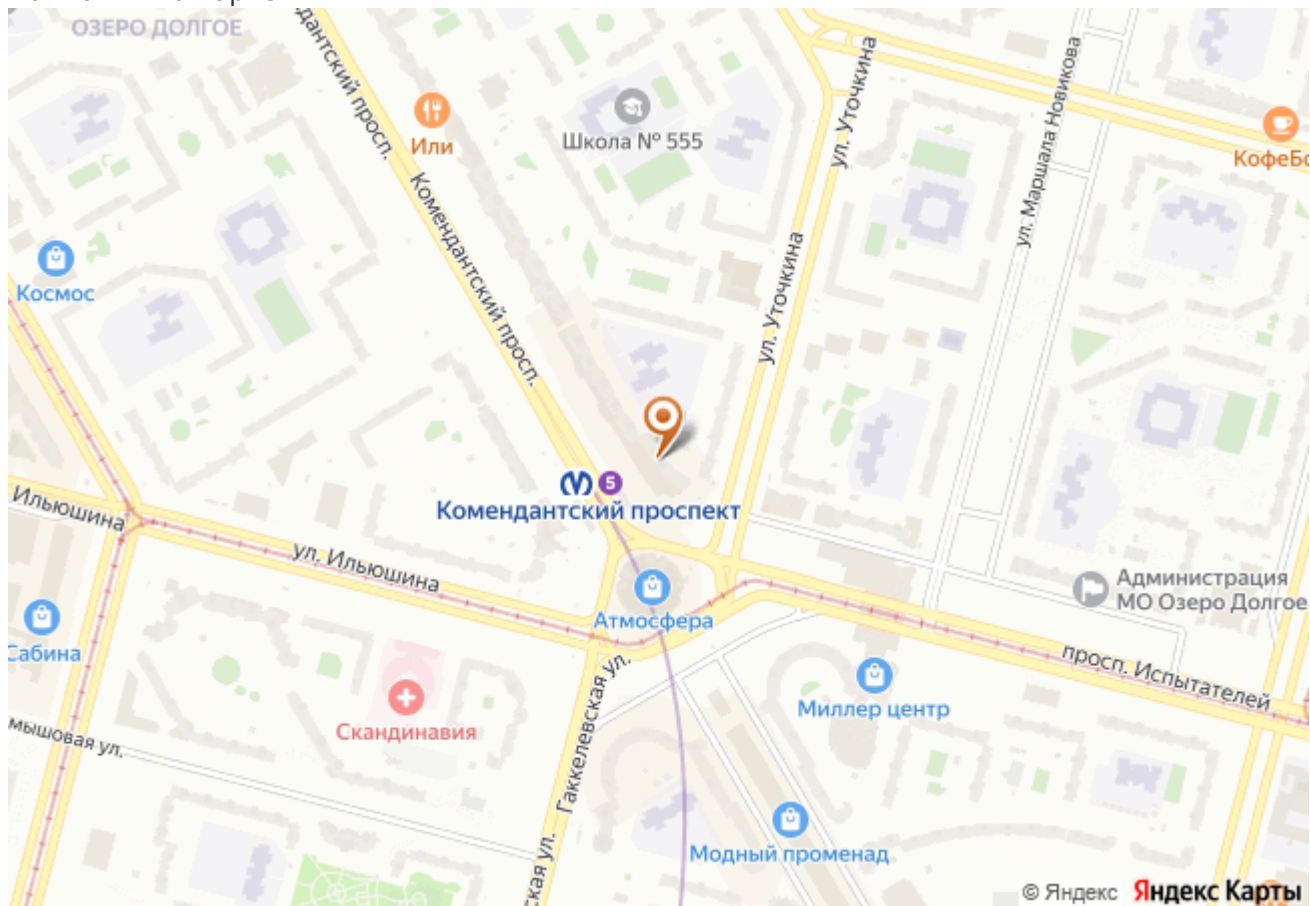 ОЗЕРО ДОЛГОЕ
дантский просп.
Или
Школа № 555
ул. Уточкина
ул. Маршала Новикова
КофеБо
Комендантский просп.
Космос
ул. Уточкина
5
Комендантский проспект
Ильюшина
ул. Ильюшина
Атмосфера
Администрация
МО Озеро Долгое
Сабина
просп. Испытателей
Скандинавия
Миллер центр
мышовая ул.
Гаккелевская ул.
Модный променад
ская ул.
© Яндекс Яндекс Карты